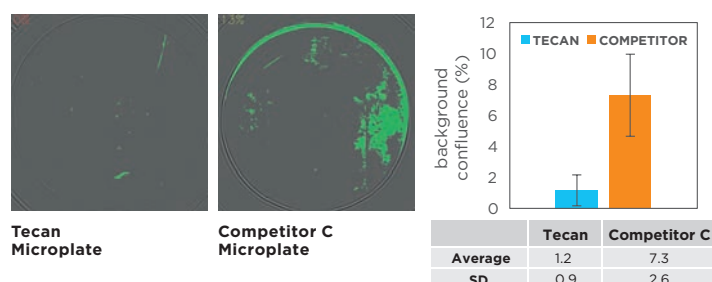 13%
Tecan
Microplate
Competitor C
Microplate
background
confluence (%)
12
10
8
6
4
2
0
TECAN COMPETITOR
Tecan Competitor C
Average 1.2 7.3
SD 0.9 2.6